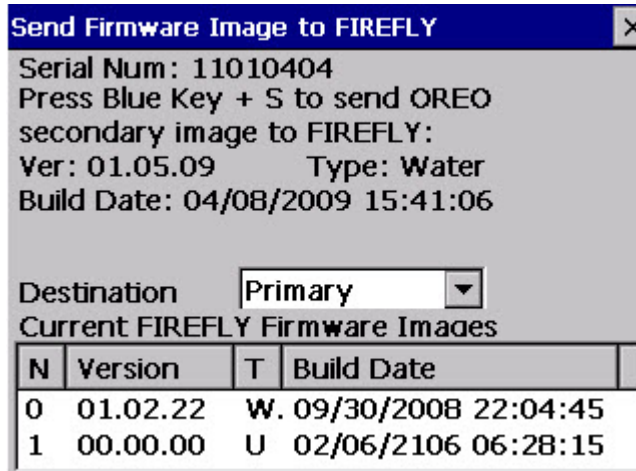 Send Firmware Image to FIREFLY
Serial Num: 11010404
Press Blue Key + S to send OREO
secondary image to FIREFLY:
Ver: 01.05.09 Type: Water
Build Date: 04/08/2009 15:41:06
Destination Primary
Current FIREFLY Firmware Images
N Version T Build Date
0 01.02.22 W. 09/30/2008 22:04:45
1 00.00.00 U 02/06/2106 06:28:15